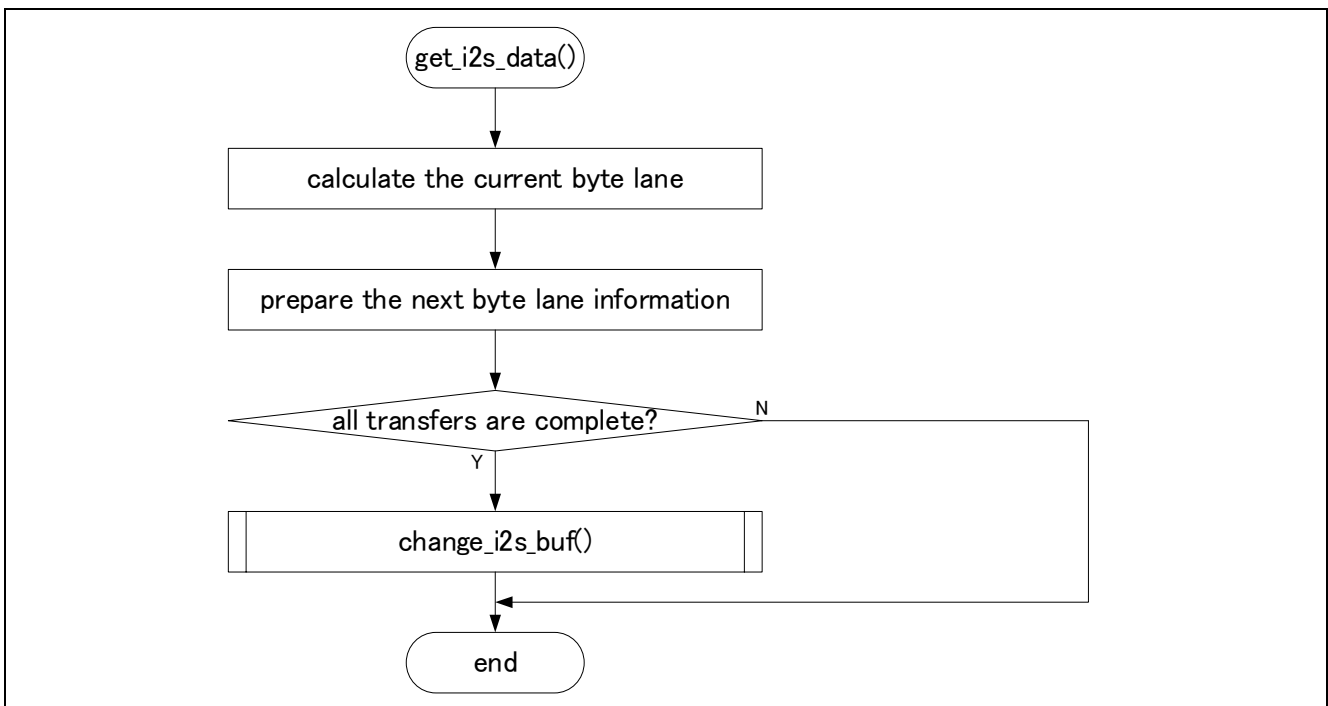 get_i2s_data()
calculate the current byte lane
prepare the next byte lane information
all transfers are complete?
N
Y
change_i2s_buf()
end